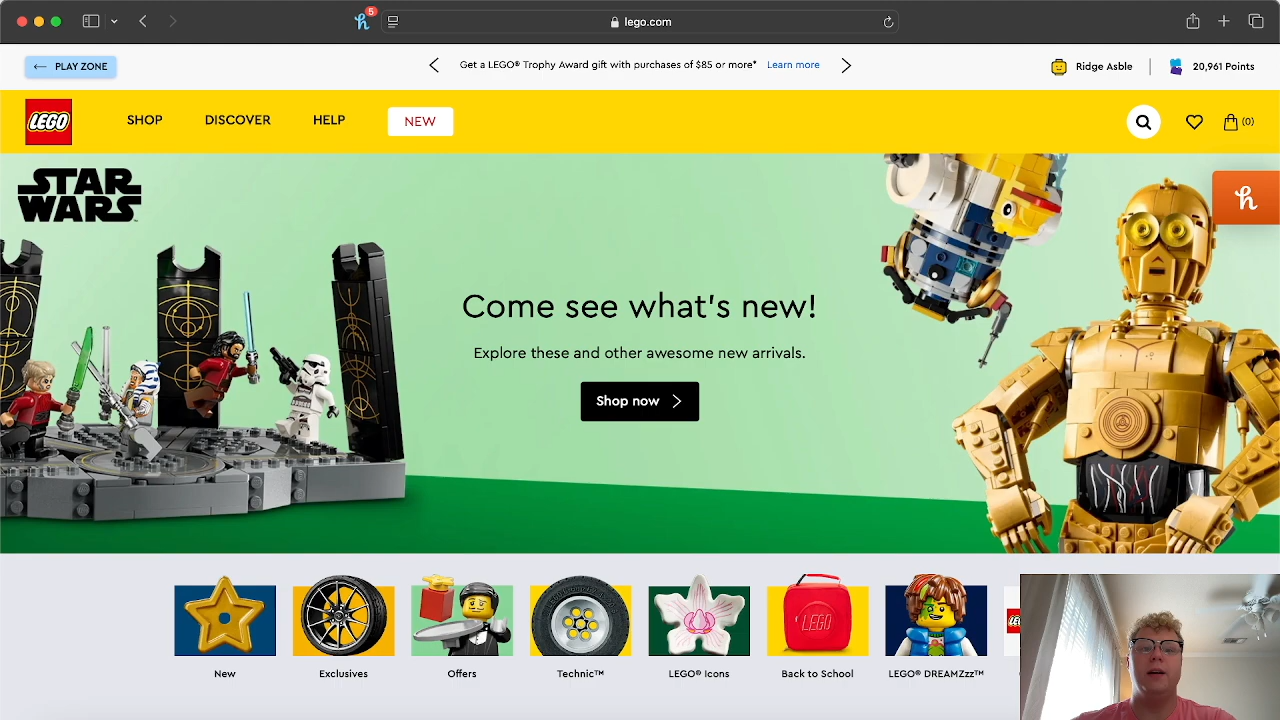 5
lego.com
PLAY ZONE
Get a LEGO® Trophy Award gift with purchases of $85 or more* Learn more
Ridge Asble
20,961 Points
LEGO
SHOP
DISCOVER
HELP
NEW
(0)
STAR
WARS
Come see what's new!
Explore these and other awesome new arrivals.
Shop now
LEGO
New
Exclusives
Offers
Technic™
LEGO® Icons
Back to School
LEGO® DREAMZzz™